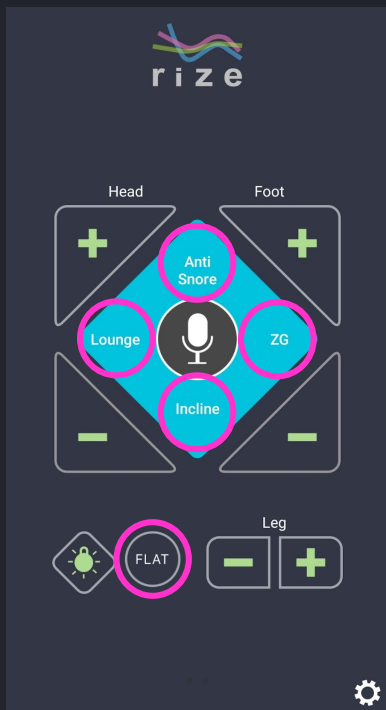 rize
Head
Foot
Anti
Snore
Lounge
ZG
Incline
Leg
FLAT